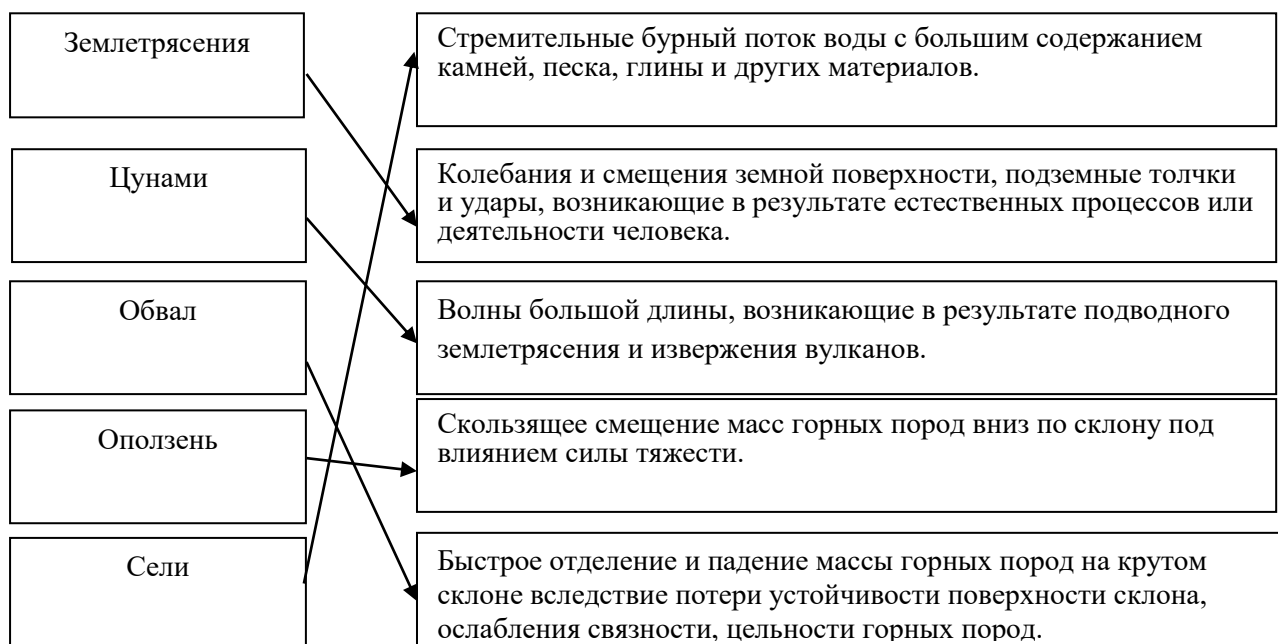 Землетрясения
Стремительные бурный поток воды с большим содержанием
камней, песка, глины и других материалов.
Цунами
Колебания и смещения земной поверхности, подземные толчки
и удары, возникающие в результате естественных процессов или
деятельности человека.
Обвал
Волны большой длины, возникающие в результате подводного
землетрясения и извержения вулканов.
Оползень
Скользящее смещение масс горных пород вниз по склону под
влиянием силы тяжести.
Сели
Быстрое отделение и падение массы горных пород на крутом
склоне вследствие потери устойчивости поверхности склона,
ослабления связности, цельности горных пород.